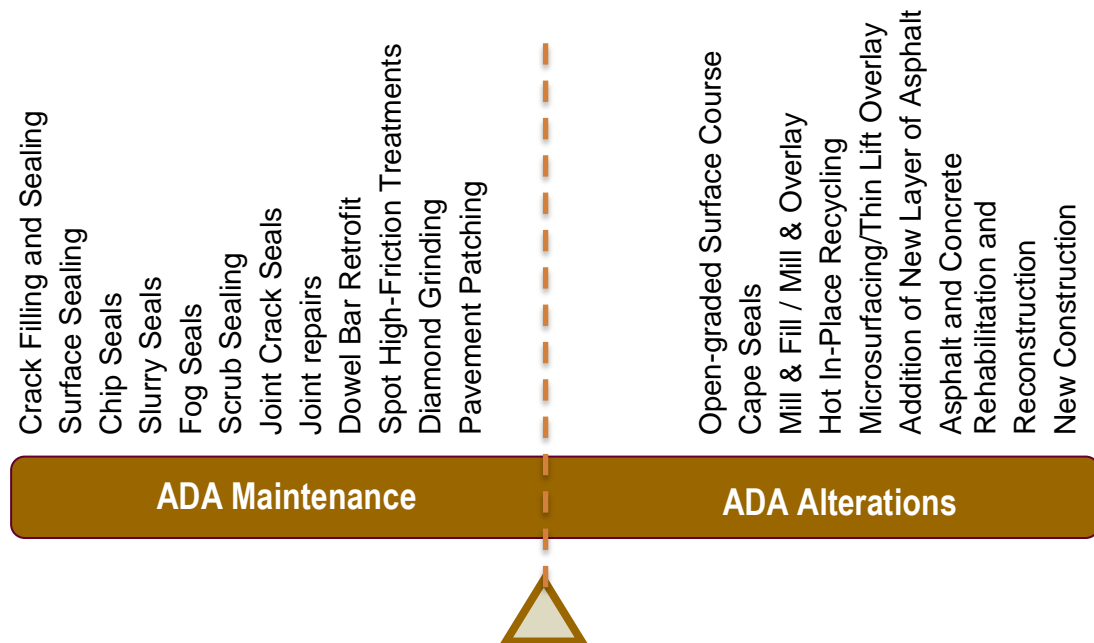 Crack Filling and Sealing
Surface Sealing
Chip Seals
Slurry Seals
Fog Seals
Scrub Sealing
Joint Crack Seals
Joint repairs
Dowel Bar Retrofit
Spot High-Friction Treatments
Diamond Grinding
Pavement Patching
Open-graded Surface Course
Cape Seals
Mill & Fill / Mill & Overlay
Hot In-Place Recycling
Microsurfacing/Thin Lift Overlay
Addition of New Layer of Asphalt
Asphalt and Concrete
Rehabilitation and
Reconstruction
New Construction
ADA Maintenance
ADA Alterations